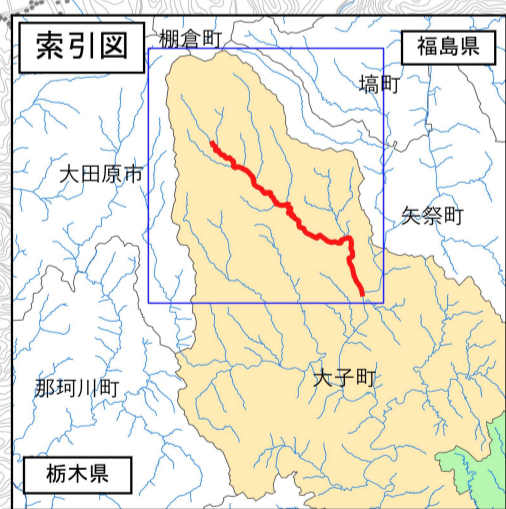 索引図
棚倉町
福島県
塙町
大田原市
矢祭町
大子町
那珂川町
栃木県